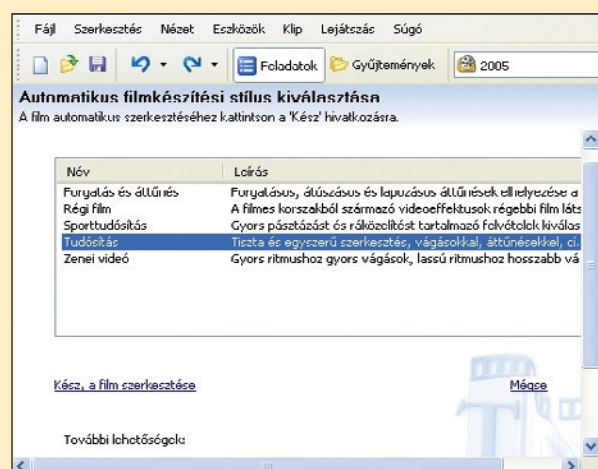 Fájl Szerkesztés Nézet Eszközök Klip Lejátszás Súgó
Feladatok Gyűjtemények 2005
Automatikus filmkészítési stílus kiválasztása
A film automatikus szerkesztéséhez kattintson a 'Kész' hivatkozásra.
Név Leírás
Forgatás és áttűnés Forgatásos, átúszásos és lapozásos áttűnések elhelyezése a
Régi film A filmes korszakból származó videoeffektusok régebbi film láts
Sporttudósítás Gyors pásztázást és ráközelítést tartalmazó felvételek kiválas
Tudósítás Tiszta és egyszerű szerkesztés, vágásokkal, áttűnésekkel, cí...
Zenei videó Gyors ritmushoz gyors vágások, lassú ritmushoz hosszabb vá
Kész, a film szerkesztése Mégse
További lehetőségek: